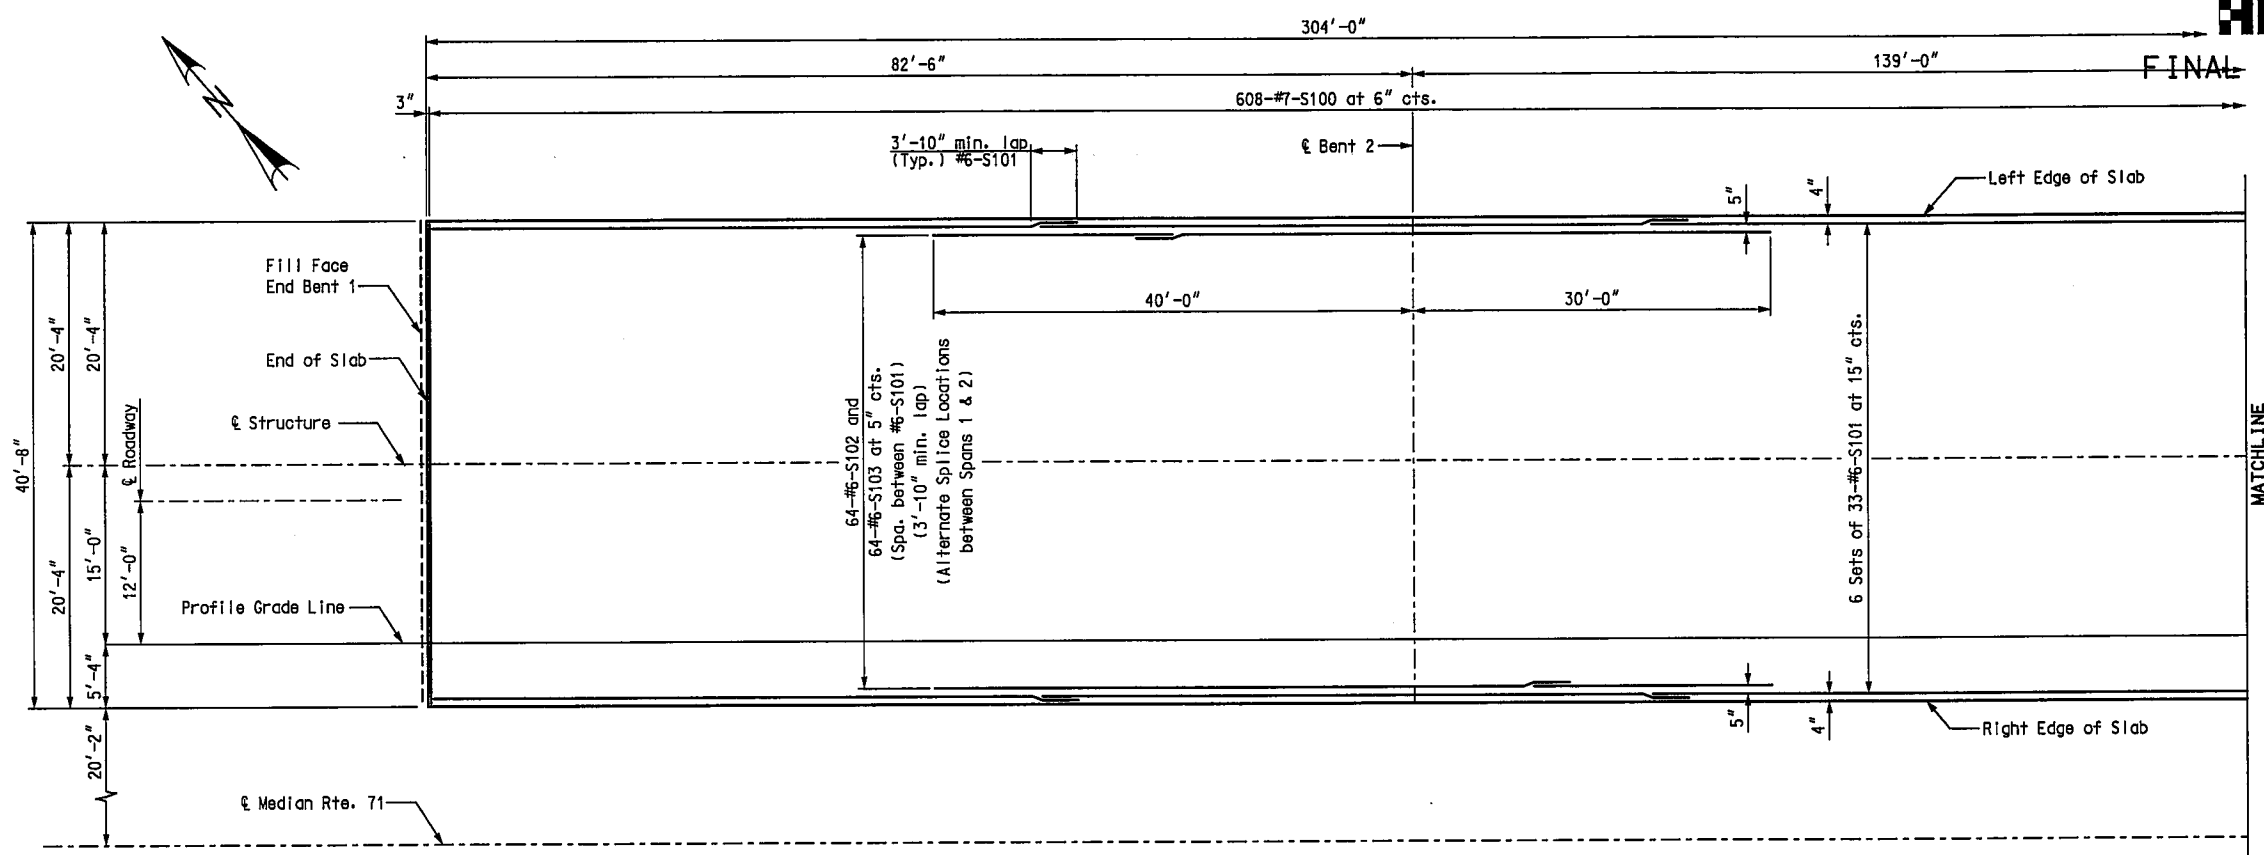 304'-0"
82'-6"
139'-0"
FINAL
3"
608-#7-S100 at 6" cts.
N
3'-10" min. lap
(Typ.) #6-S101
℄ Bent 2
5"
4"
Left Edge of Slab
Fill Face
End Bent 1
40'-0"
30'-0"
20'-4"
20'-4"
End of Slab
℄ Structure
℄ Roadway
40'-8"
64-#6-S102 and
64-#6-S103 at 5" cts.
(Spa. between #6-S101)
(3'-10" min. lap)
(Alternate Splice Locations
between Spans 1 & 2)
6 Sets of 33-#6-S101 at 15" cts.
MATCHLINE
20'-4"
15'-0"
12'-0"
Profile Grade Line
5'-4"
5"
4"
Right Edge of Slab
20'-2"
℄ Median Rte. 71